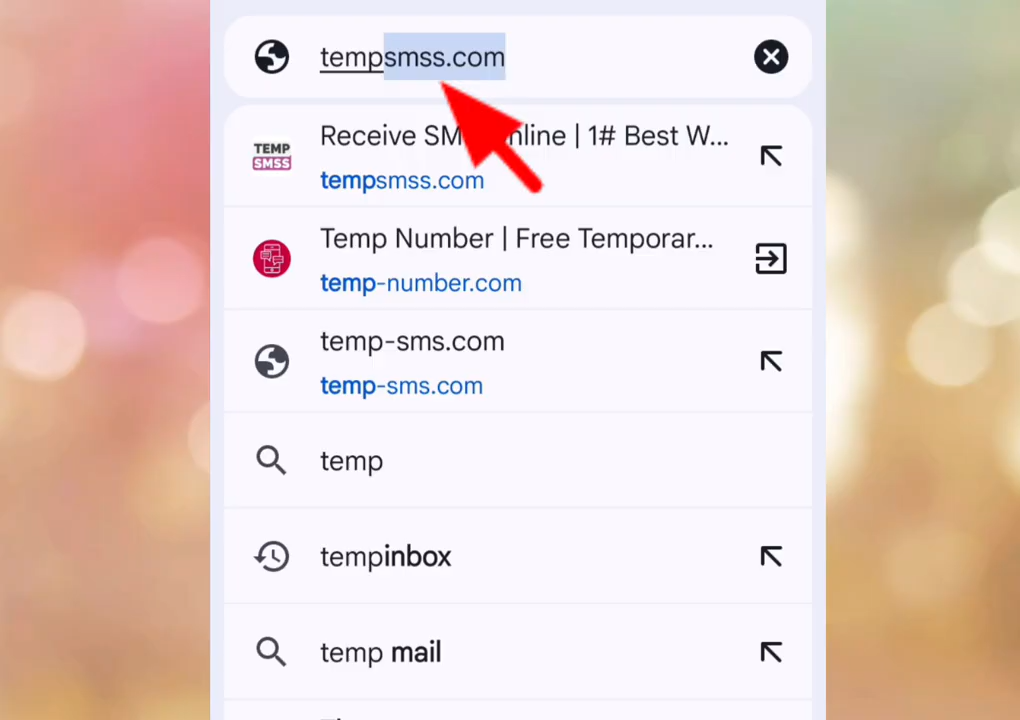 tempsmss.com
TEMP
SMSS
Receive SM nline | 1# Best W...
tempsmss.com
Temp Number | Free Temporar...
temp-number.com
temp-sms.com
temp-sms.com
temp
tempinbox
temp mail